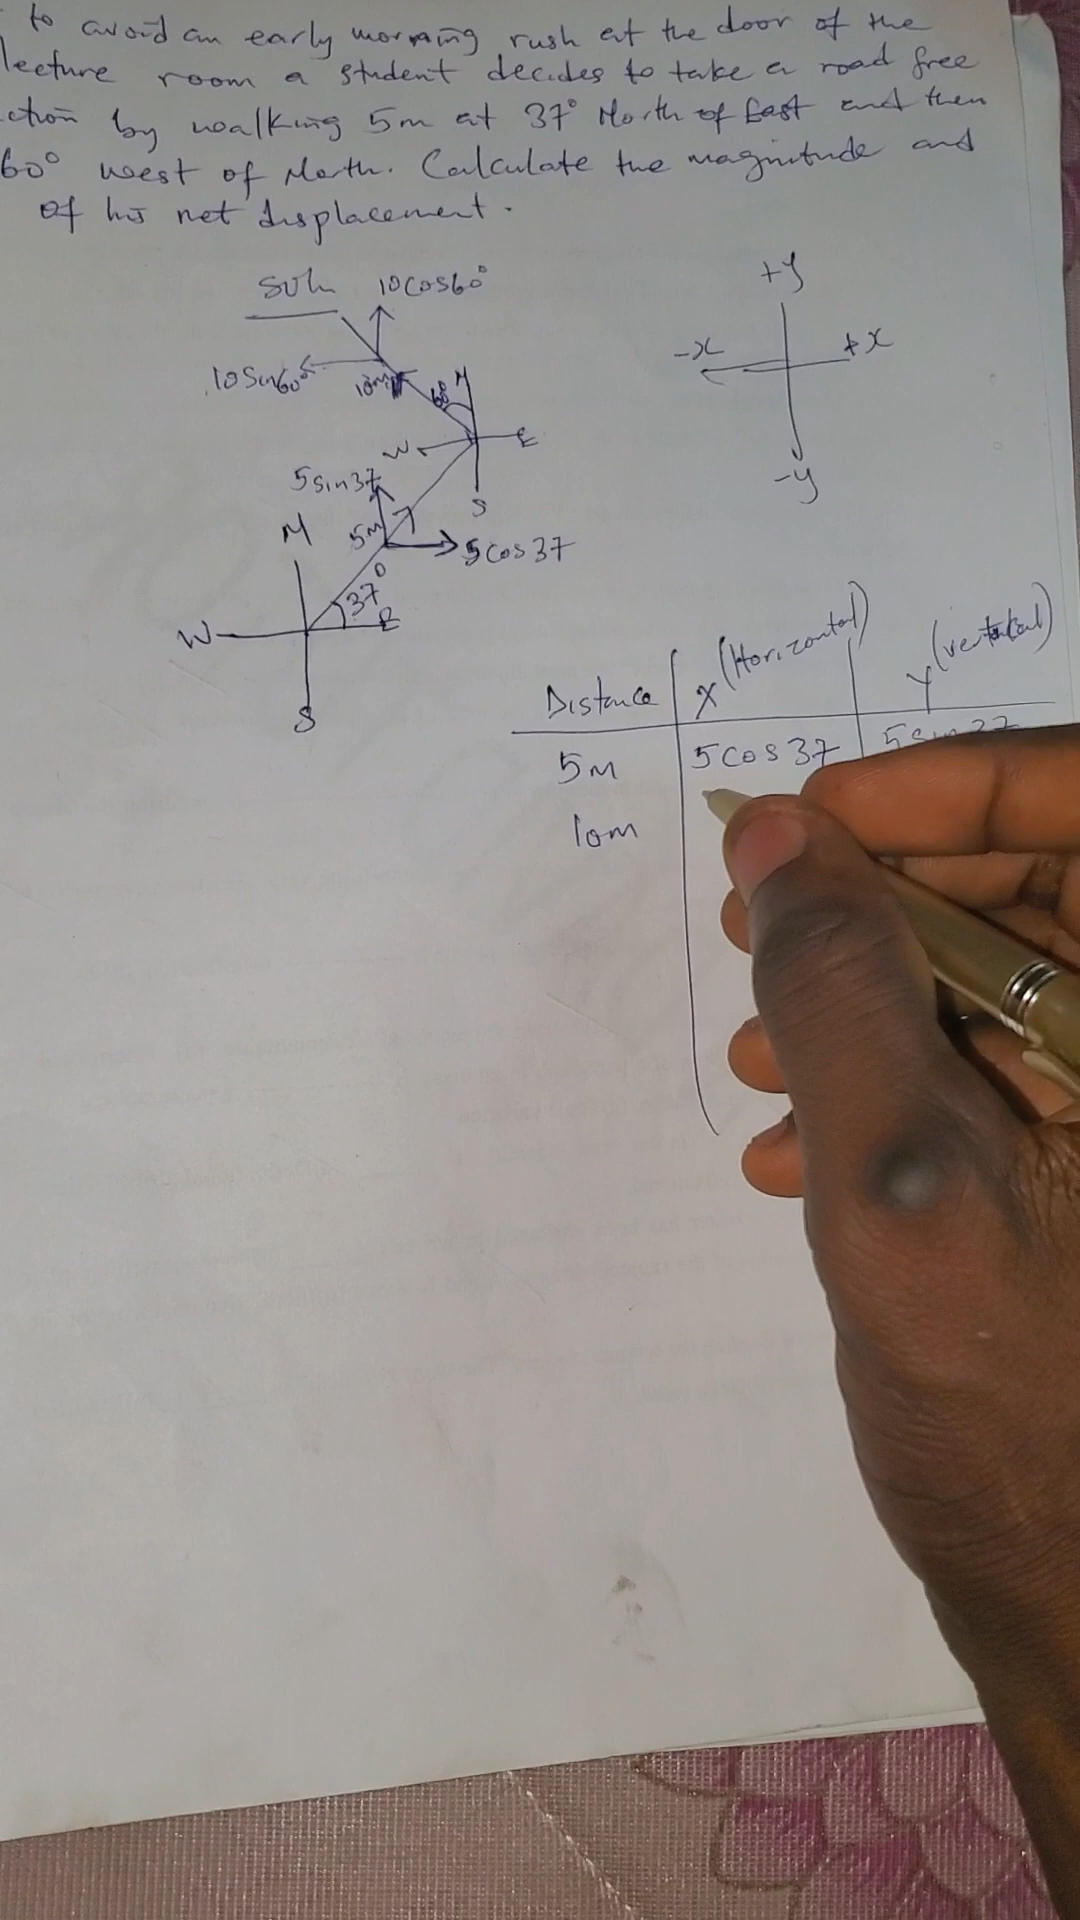 to avoid an early morning rush at the door of the
lecture room a student decides to take a road free
ction by walking 5m at 37° North of East and then
60° west of North. Calculate the magnitude and
of his net displacement.
Soln
10cos60°
+y
-x
+x
10Sin60°
10m
60°
N
W
E
S
-y
5sin37
5m
5cos37
N
37°
W
E
S
Distance
X (Horizontal)
Y (vertical)
5m
5cos37
5sin37
10m